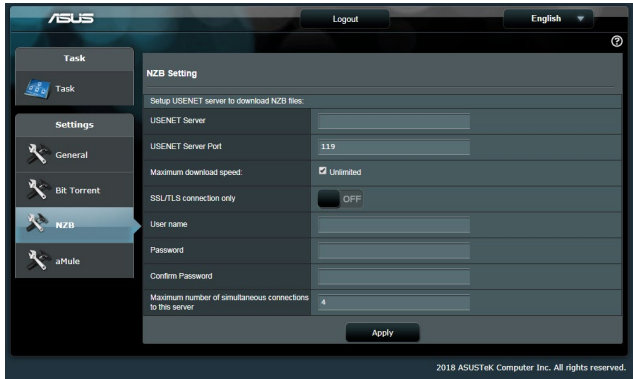 ASUS
Logout
English
?
Task
Task
Settings
General
Bit Torrent
NZB
aMule
NZB Setting
Setup USENET server to download NZB files:
USENET Server
USENET Server Port 119
Maximum download speed: Unlimited
SSL/TLS connection only OFF
User name
Password
Confirm Password
Maximum number of simultaneous connections
to this server 4
Apply
2018 ASUSTeK Computer Inc. All rights reserved.